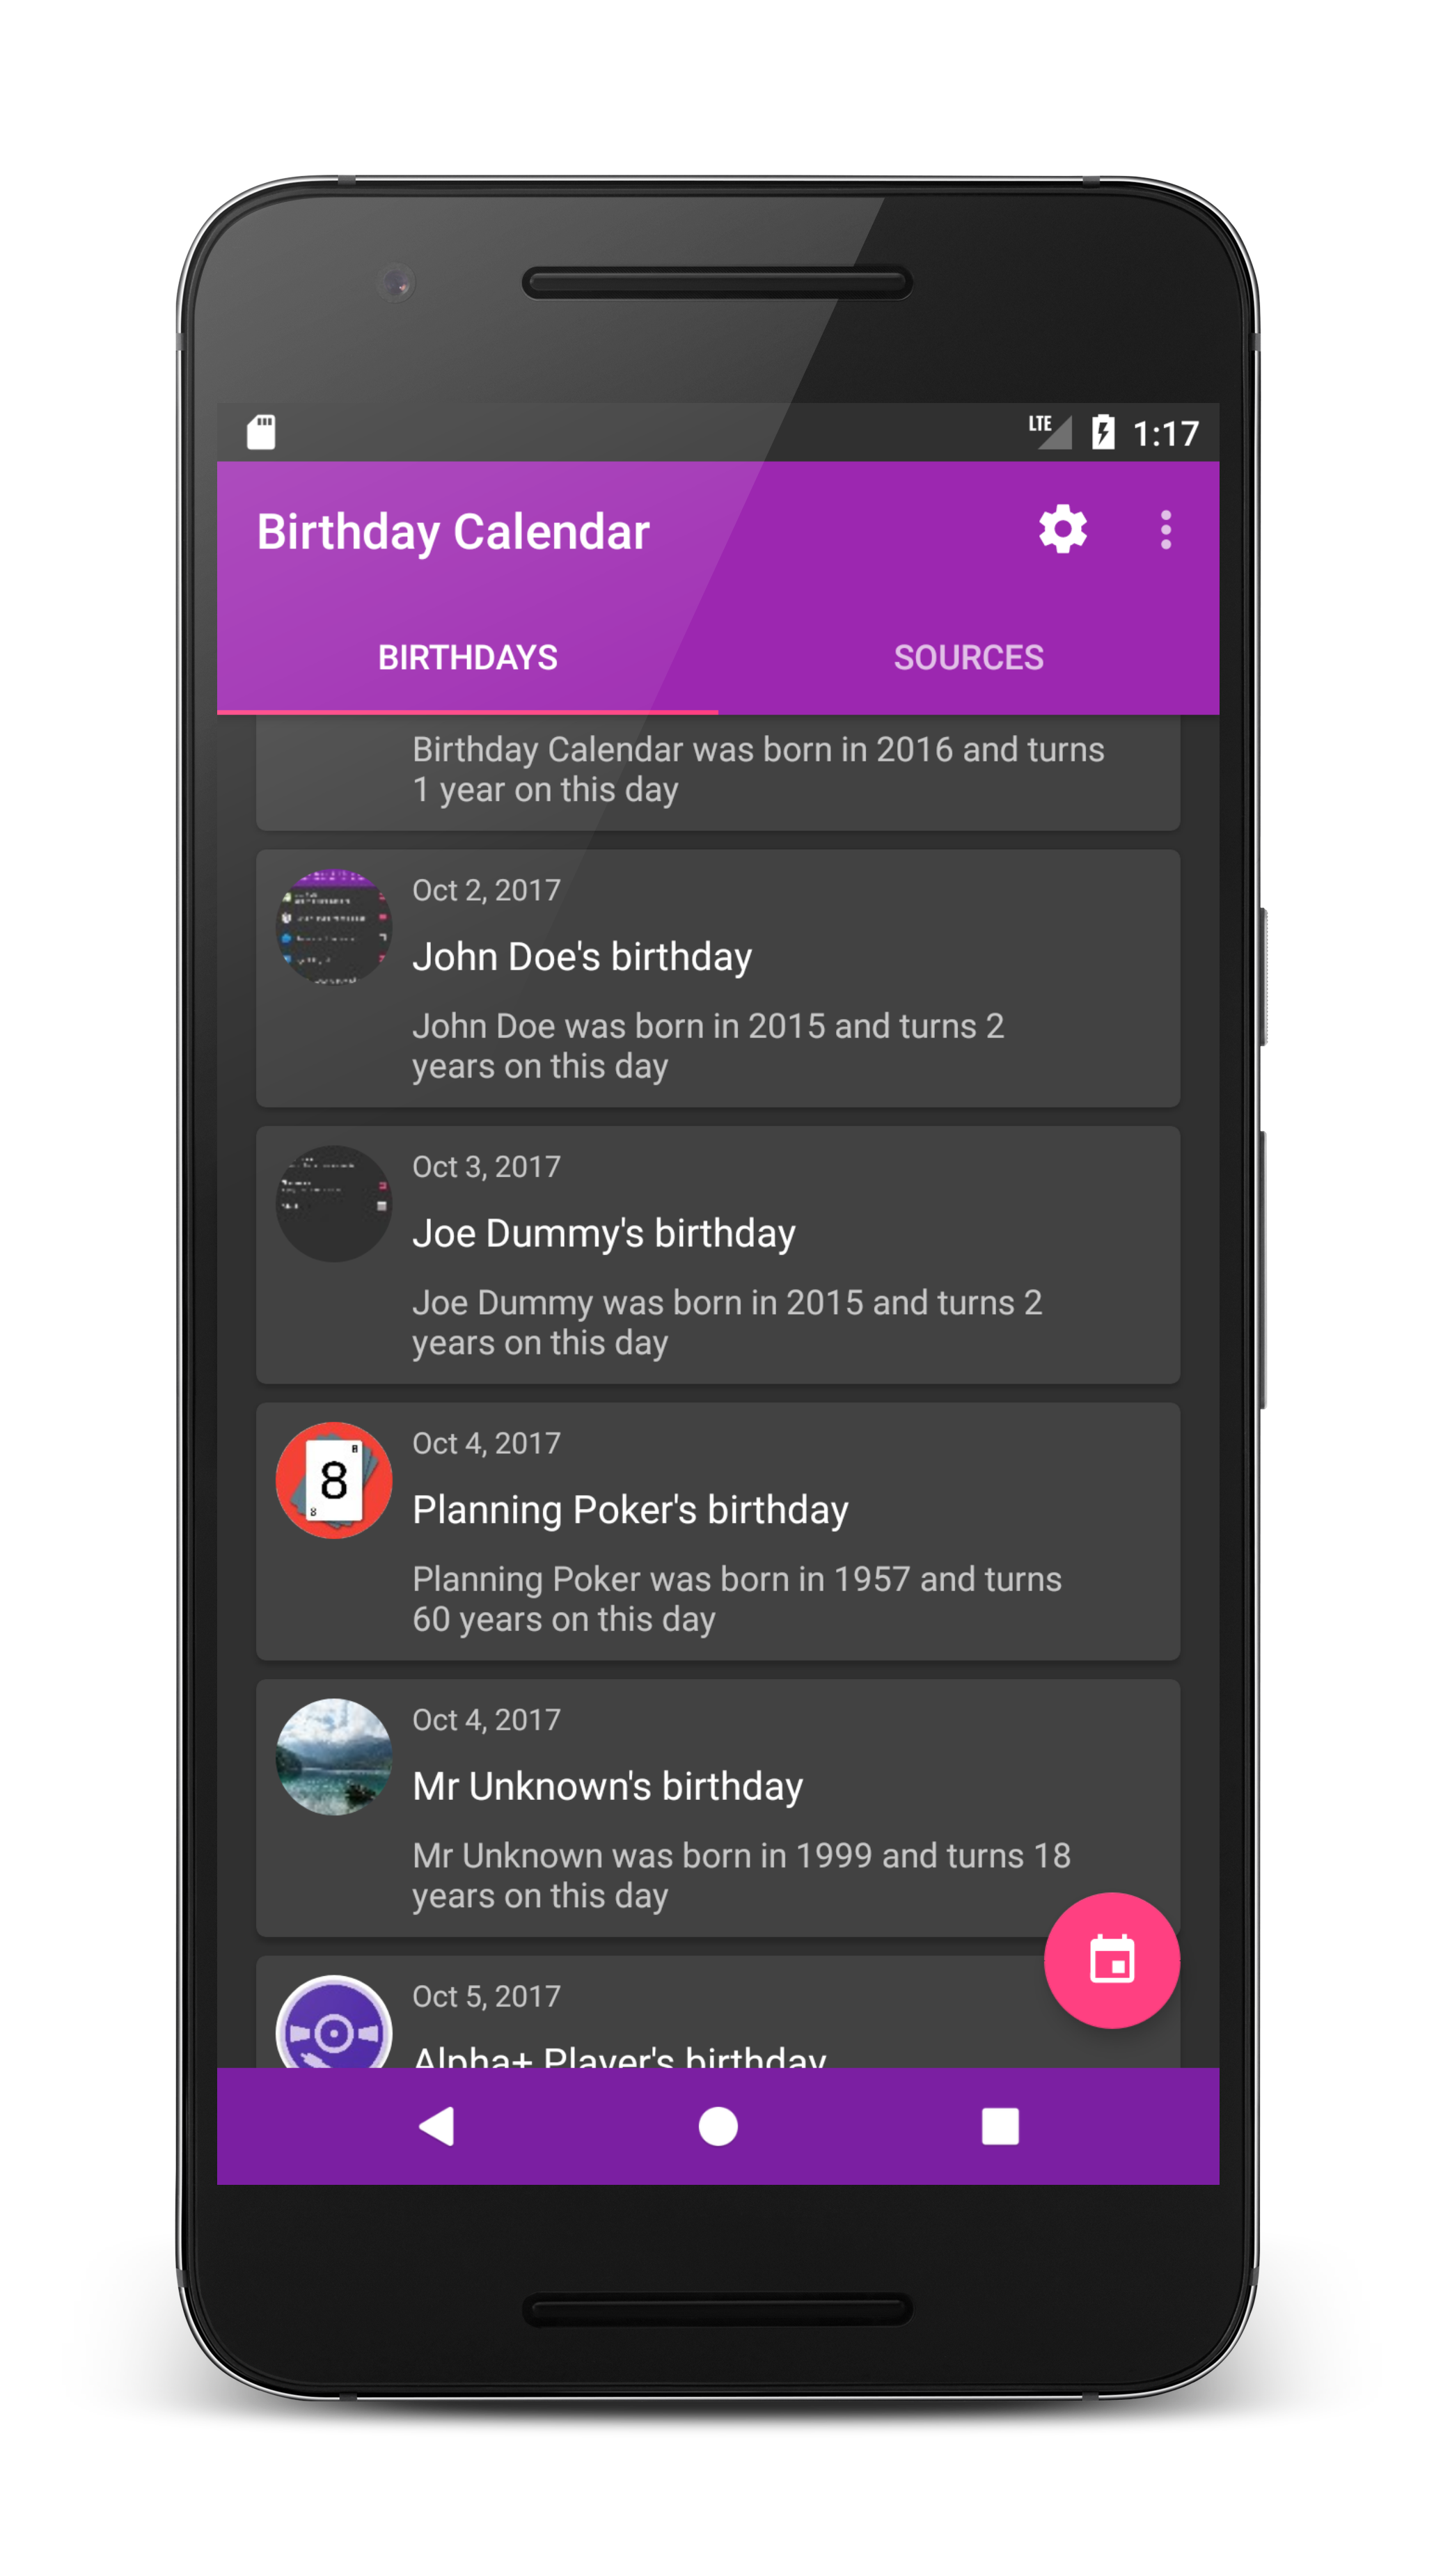 LTE 1:17
Birthday Calendar
BIRTHDAYS SOURCES
Birthday Calendar was born in 2016 and turns
1 year on this day
Oct 2, 2017
John Doe's birthday
John Doe was born in 2015 and turns 2
years on this day
Oct 3, 2017
Joe Dummy's birthday
Joe Dummy was born in 2015 and turns 2
years on this day
8
8
8
Oct 4, 2017
Planning Poker's birthday
Planning Poker was born in 1957 and turns
60 years on this day
Oct 4, 2017
Mr Unknown's birthday
Mr Unknown was born in 1999 and turns 18
years on this day
Oct 5, 2017
Alpha+ Player's birthday